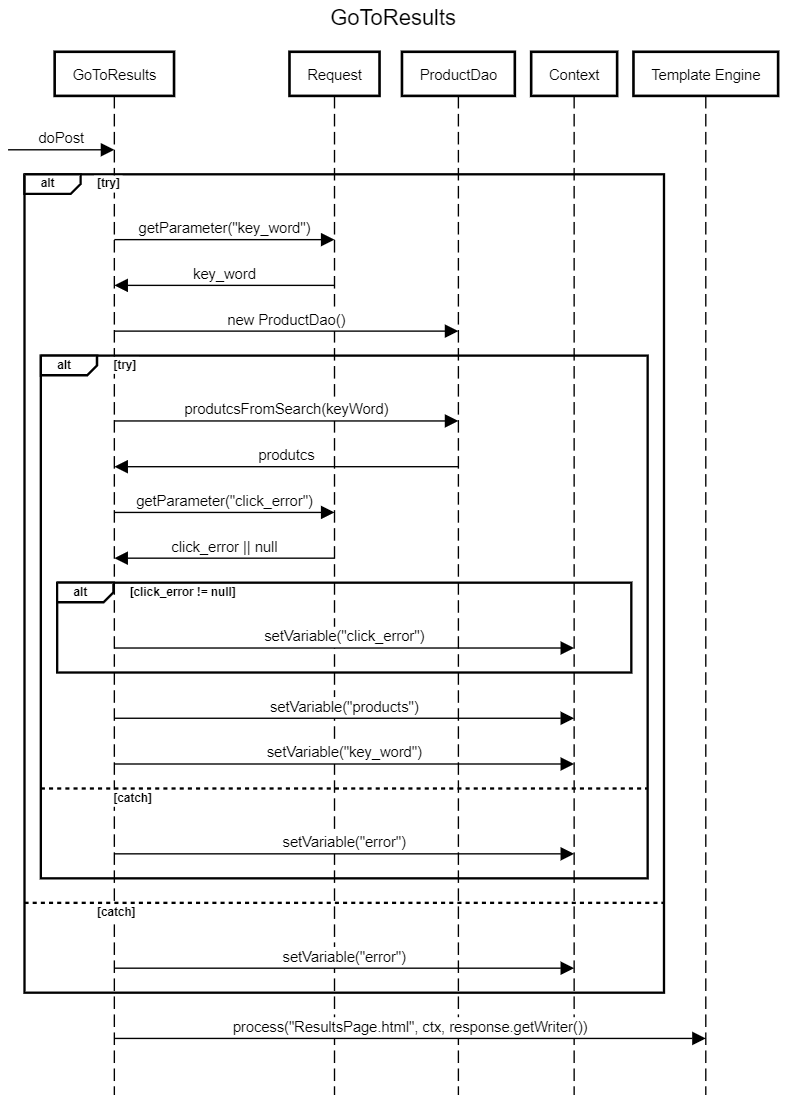 GoToResults
GoToResults Request ProductDao Context Template Engine
doPost
alt [try]
getParameter("key_word")
key_word
new ProductDao()
alt [try]
produtcsFromSearch(keyWord)
produtcs
getParameter("click_error")
click_error || null
alt [click_error != null]
setVariable("click_error")
setVariable("products")
setVariable("key_word")
[catch]
setVariable("error")
[catch]
setVariable("error")
process("ResultsPage.html", ctx, response.getWriter())